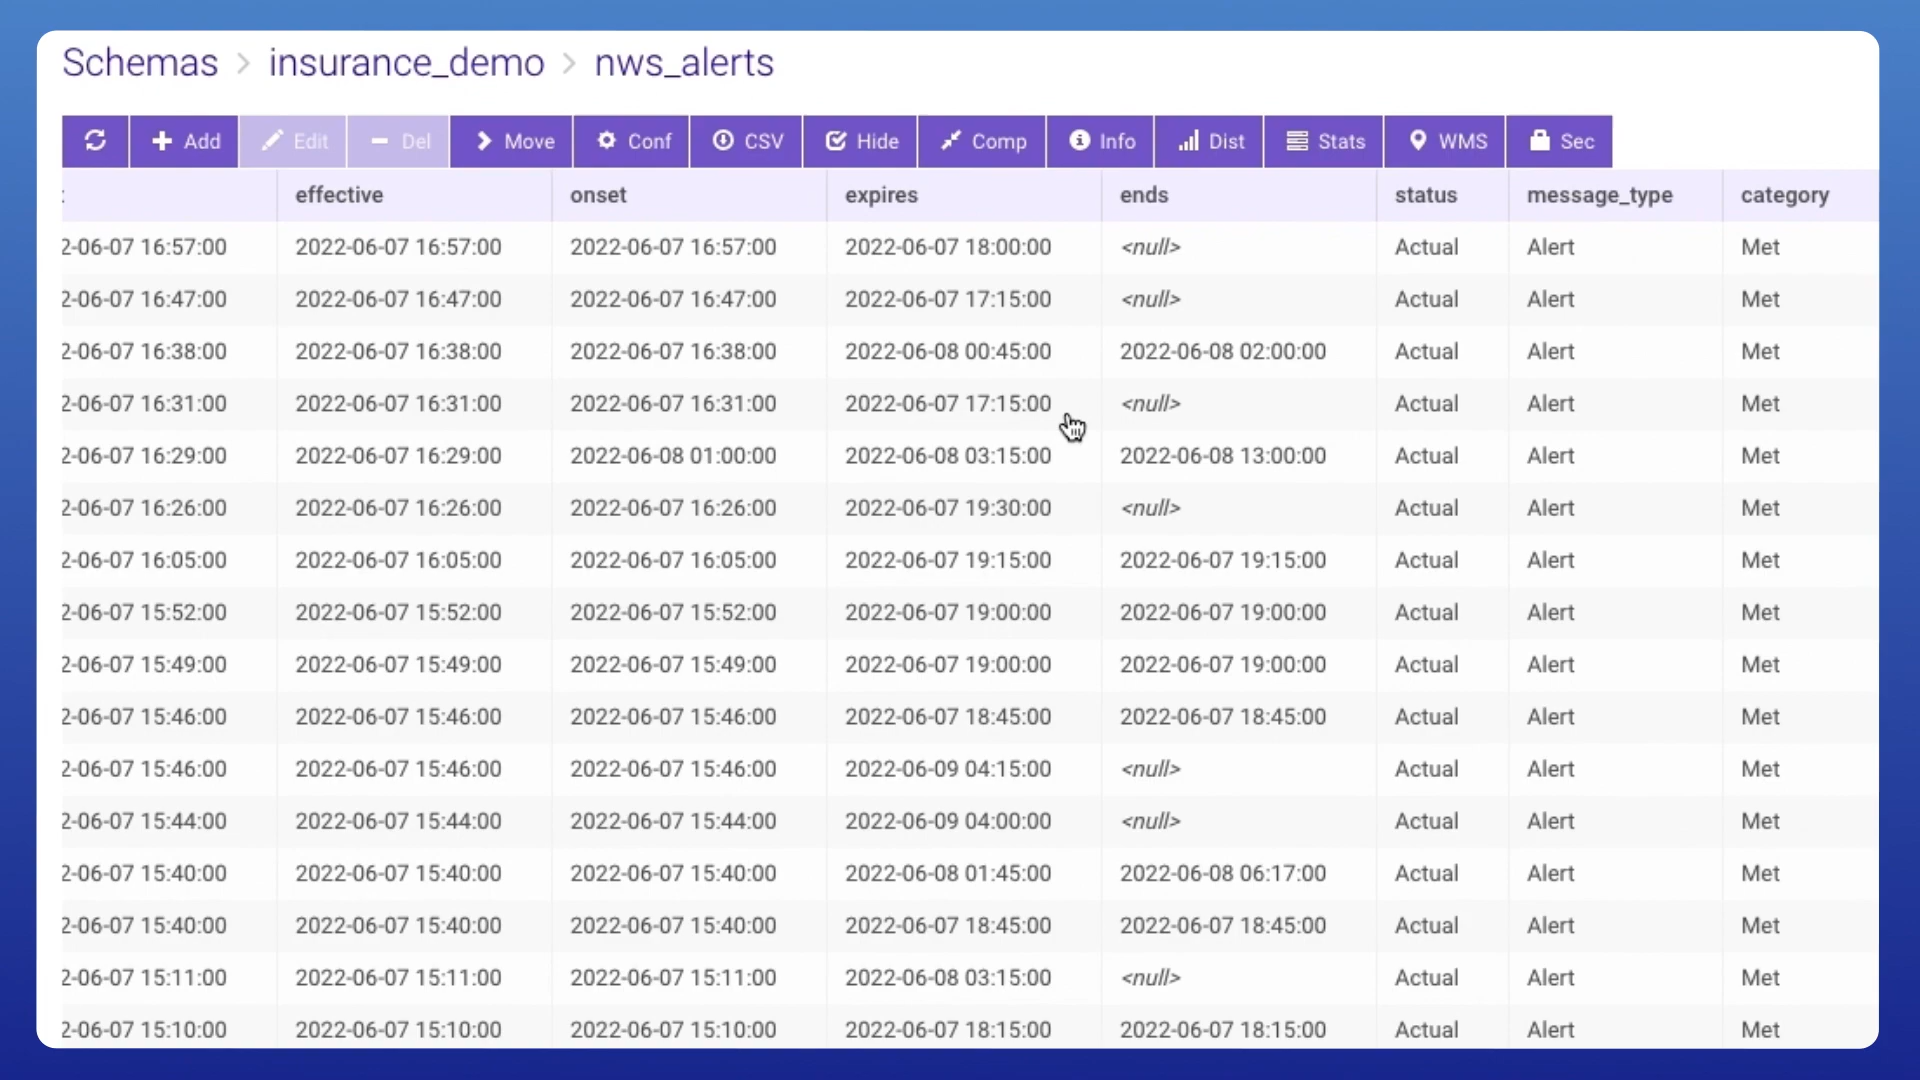 Schemas > insurance_demo > nws_alerts
Add Edit Del Move Conf CSV Hide Comp Info Dist Stats WMS Sec
: effective onset expires ends status message_type category
2-06-07 16:57:00 2022-06-07 16:57:00 2022-06-07 16:57:00 2022-06-07 18:00:00 <null> Actual Alert Met
2-06-07 16:47:00 2022-06-07 16:47:00 2022-06-07 16:47:00 2022-06-07 17:15:00 <null> Actual Alert Met
2-06-07 16:38:00 2022-06-07 16:38:00 2022-06-07 16:38:00 2022-06-08 00:45:00 2022-06-08 02:00:00 Actual Alert Met
2-06-07 16:31:00 2022-06-07 16:31:00 2022-06-07 16:31:00 2022-06-07 17:15:00 <null> Actual Alert Met
2-06-07 16:29:00 2022-06-07 16:29:00 2022-06-08 01:00:00 2022-06-08 03:15:00 2022-06-08 13:00:00 Actual Alert Met
2-06-07 16:26:00 2022-06-07 16:26:00 2022-06-07 16:26:00 2022-06-07 19:30:00 <null> Actual Alert Met
2-06-07 16:05:00 2022-06-07 16:05:00 2022-06-07 16:05:00 2022-06-07 19:15:00 2022-06-07 19:15:00 Actual Alert Met
2-06-07 15:52:00 2022-06-07 15:52:00 2022-06-07 15:52:00 2022-06-07 19:00:00 2022-06-07 19:00:00 Actual Alert Met
2-06-07 15:49:00 2022-06-07 15:49:00 2022-06-07 15:49:00 2022-06-07 19:00:00 2022-06-07 19:00:00 Actual Alert Met
2-06-07 15:46:00 2022-06-07 15:46:00 2022-06-07 15:46:00 2022-06-07 18:45:00 2022-06-07 18:45:00 Actual Alert Met
2-06-07 15:46:00 2022-06-07 15:46:00 2022-06-07 15:46:00 2022-06-09 04:15:00 <null> Actual Alert Met
2-06-07 15:44:00 2022-06-07 15:44:00 2022-06-07 15:44:00 2022-06-09 04:00:00 <null> Actual Alert Met
2-06-07 15:40:00 2022-06-07 15:40:00 2022-06-07 15:40:00 2022-06-08 01:45:00 2022-06-08 06:17:00 Actual Alert Met
2-06-07 15:40:00 2022-06-07 15:40:00 2022-06-07 15:40:00 2022-06-07 18:45:00 2022-06-07 18:45:00 Actual Alert Met
2-06-07 15:11:00 2022-06-07 15:11:00 2022-06-07 15:11:00 2022-06-08 03:15:00 <null> Actual Alert Met
2-06-07 15:10:00 2022-06-07 15:10:00 2022-06-07 15:10:00 2022-06-07 18:15:00 2022-06-07 18:15:00 Actual Alert Met